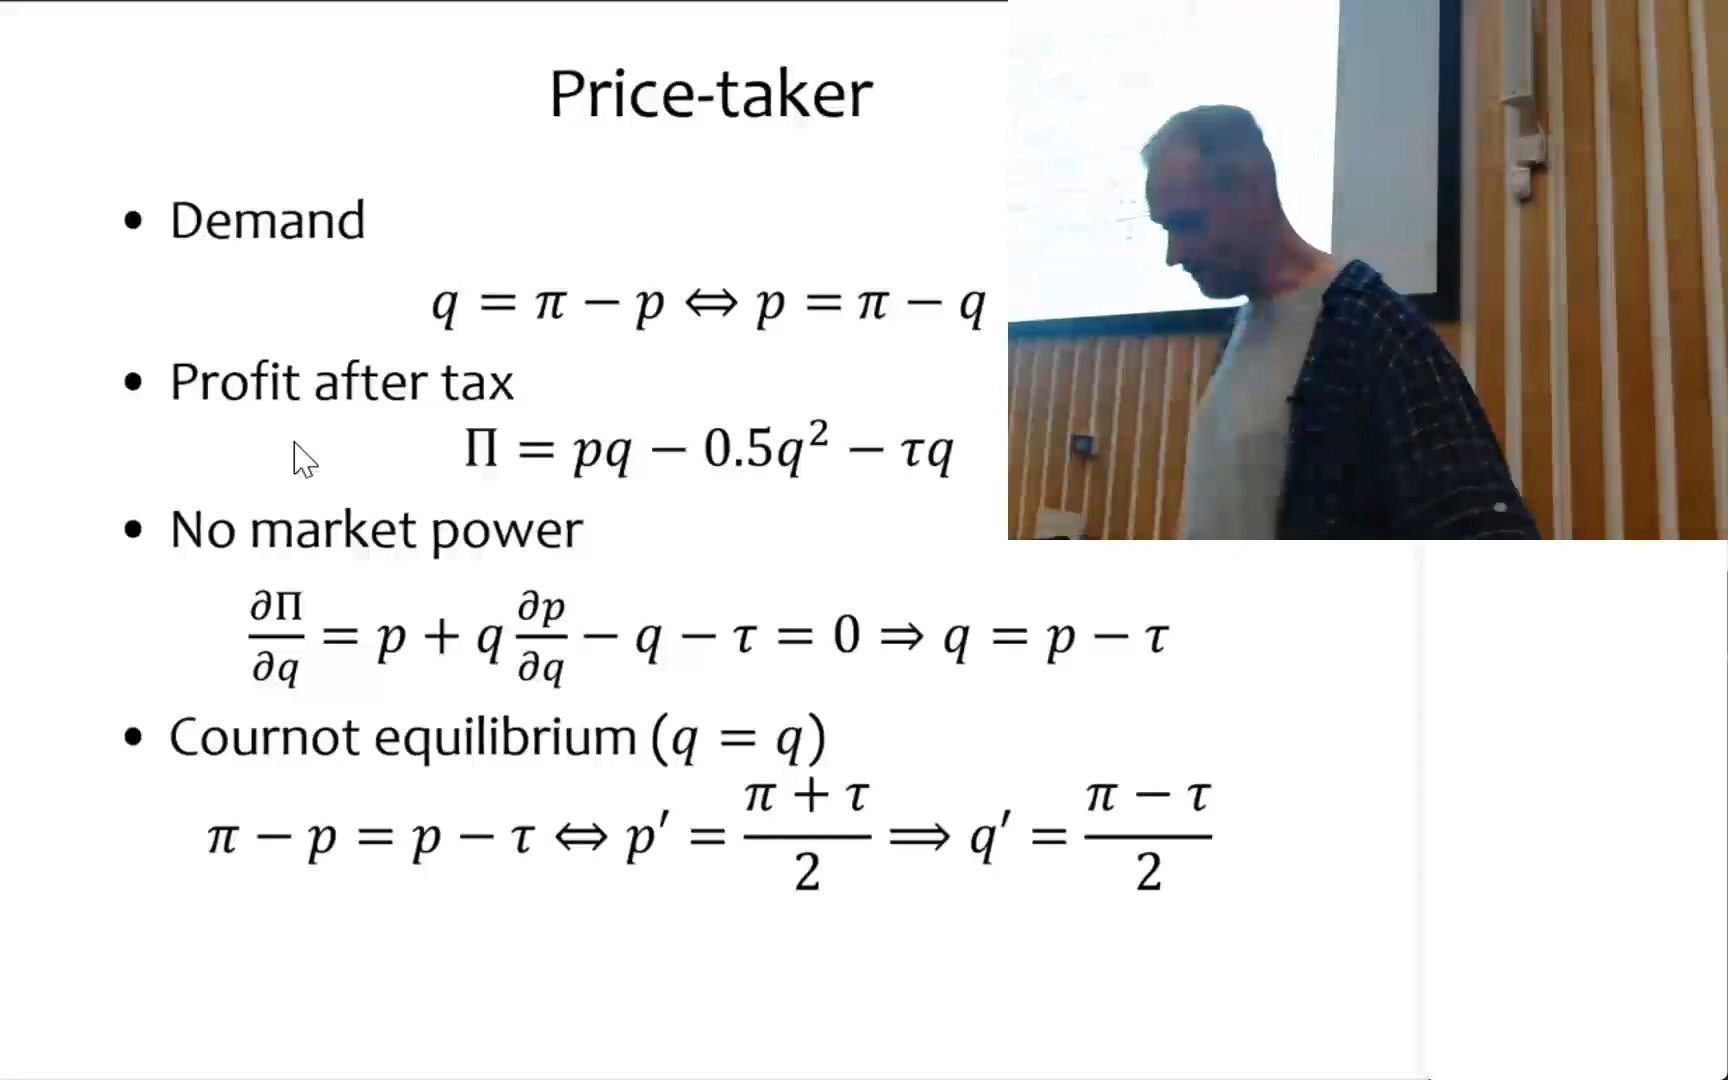 Price-taker
• Demand
q = π − p ⇔ p = π − q
• Profit after tax
Π = pq − 0.5q² − τq
• No market power
∂Π/∂q = p + q ∂p/∂q − q − τ = 0 ⇒ q = p − τ
• Cournot equilibrium (q = q)
π − p = p − τ ⇔ p′ = (π + τ)/2 ⟹ q′ = (π − τ)/2